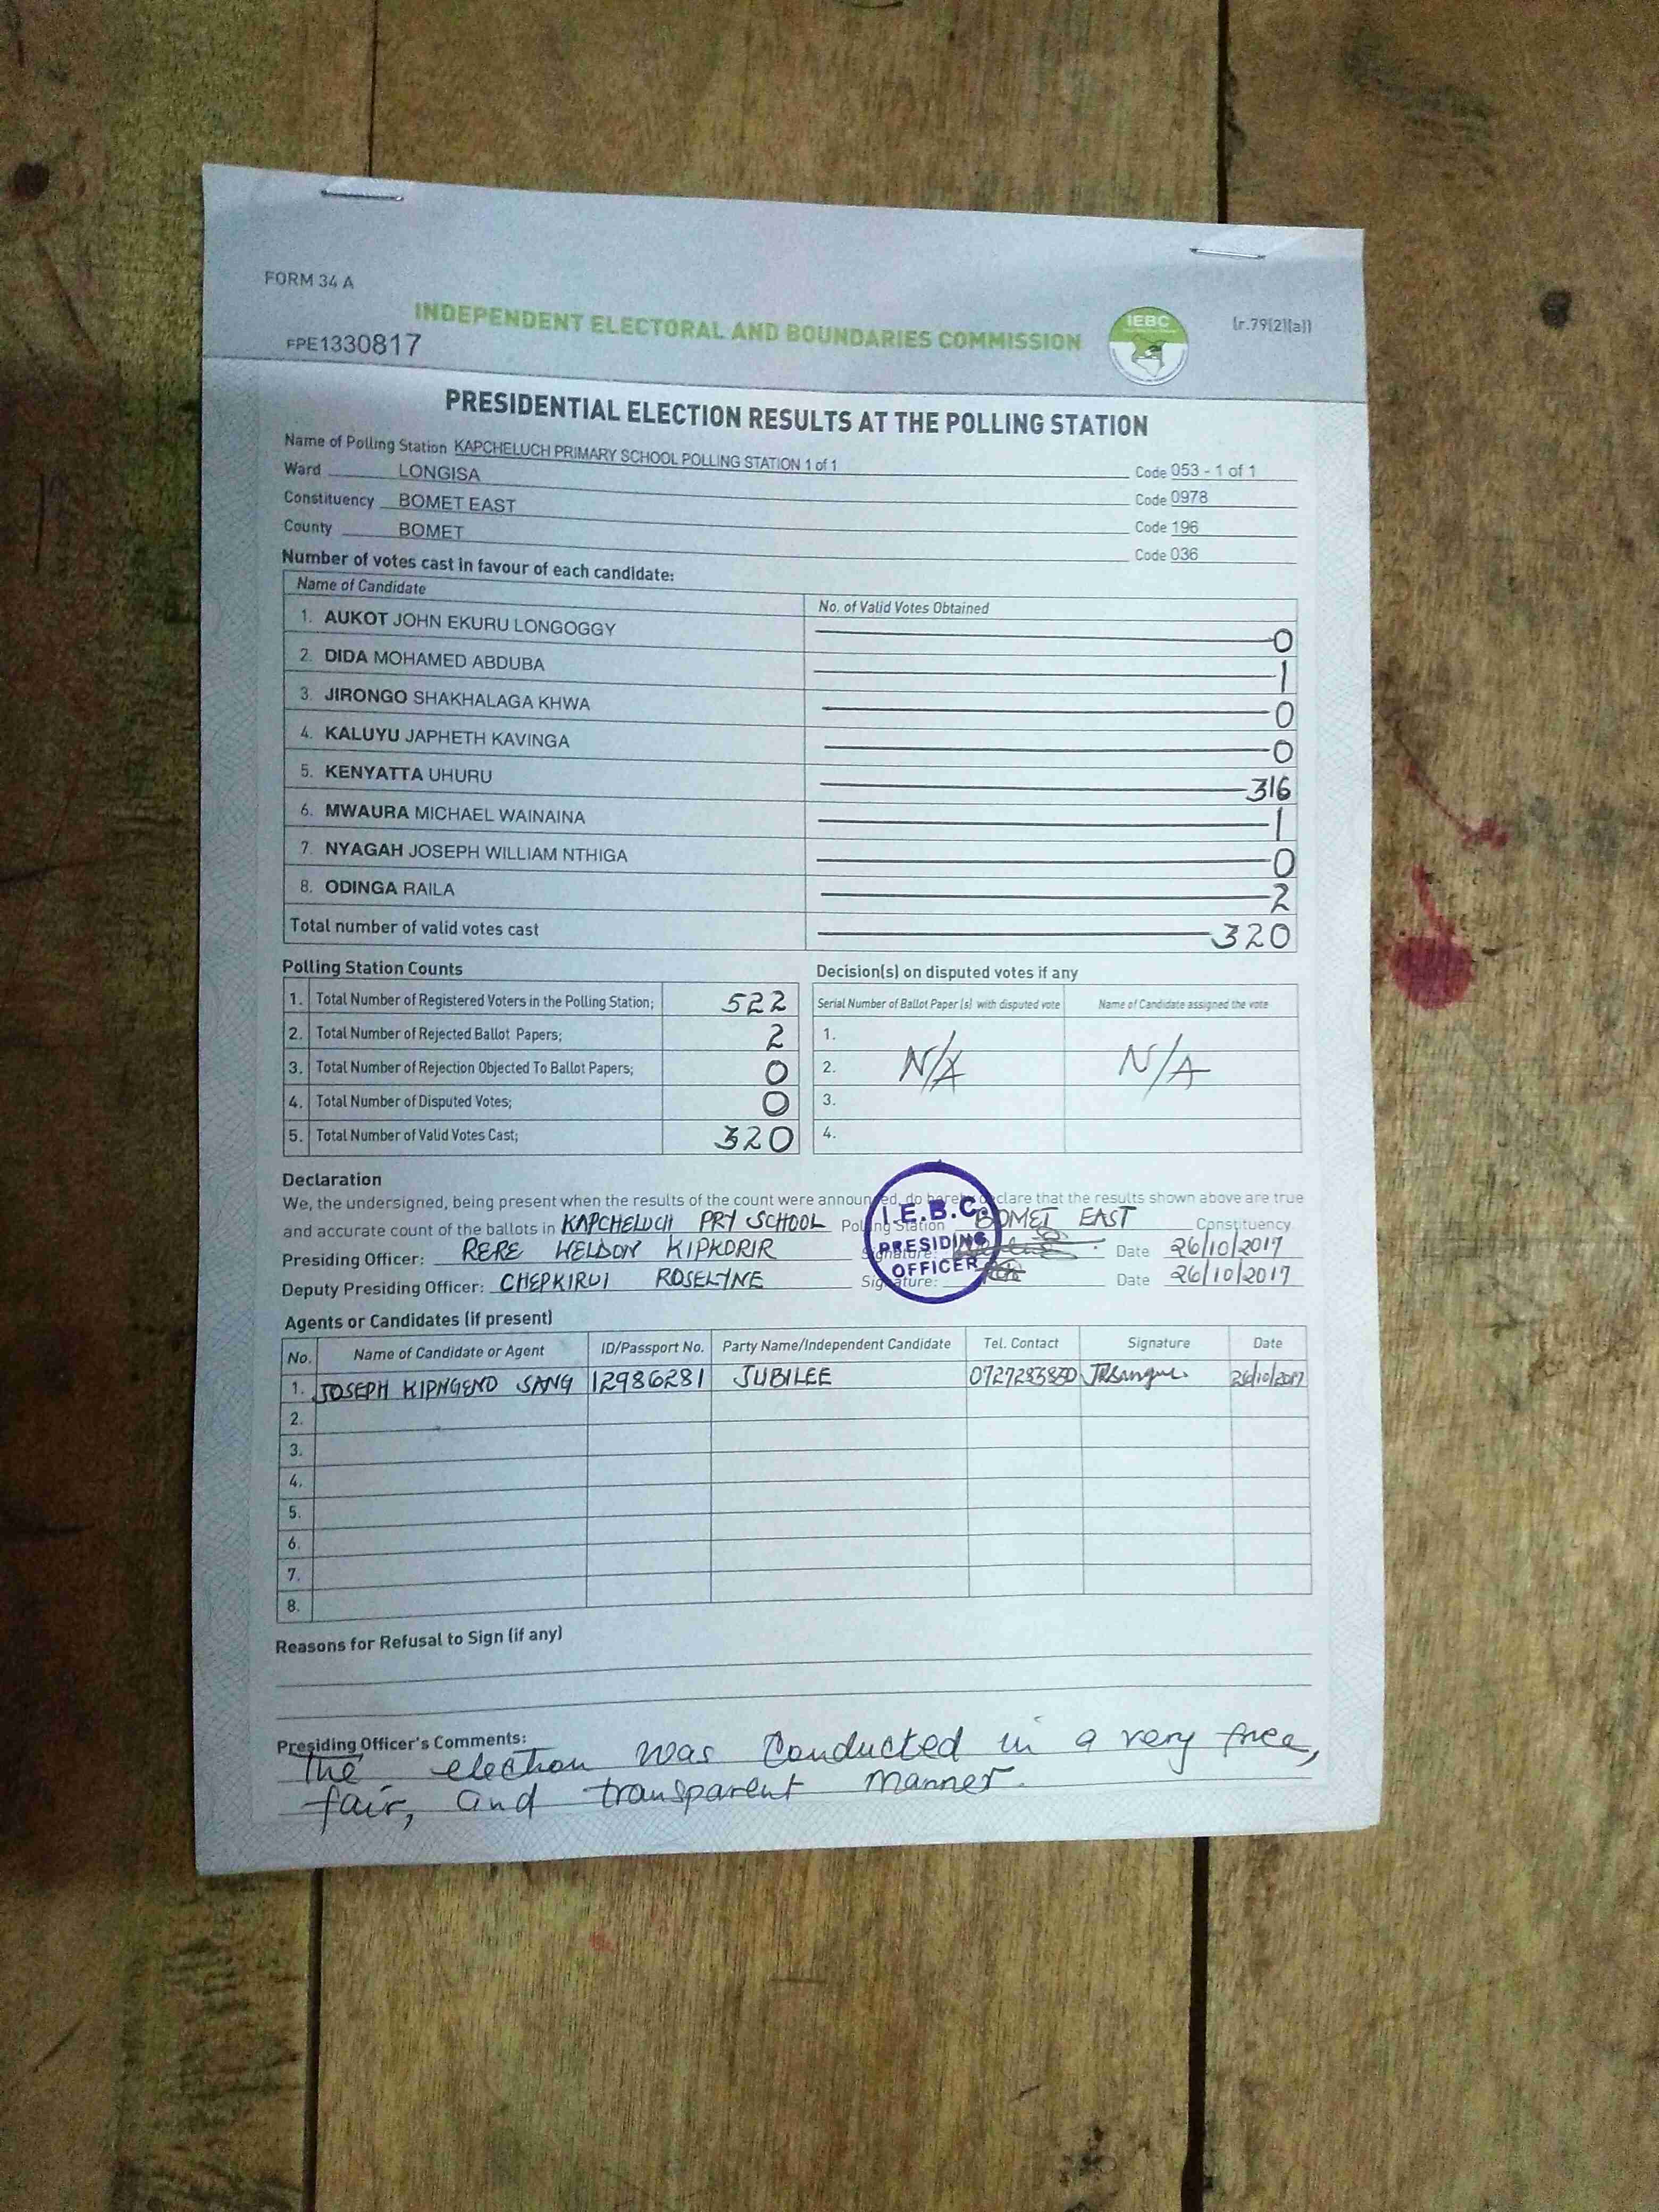 FORM 34 A
INDEPENDENT ELECTORAL AND BOUNDARIES COMMISSION
IEBC
(r.79(2)(a))
FPE1330817
PRESIDENTIAL ELECTION RESULTS AT THE POLLING STATION
Name of Polling Station KAPCHELUCH PRIMARY SCHOOL POLLING STATION 1 of 1 Code 053 - 1 of 1
Ward LONGISA Code 0978
Constituency BOMET EAST Code 196
County BOMET Code 036
Number of votes cast in favour of each candidate:
Name of Candidate No. of Valid Votes Obtained
1. AUKOT JOHN EKURU LONGOGGY 0
2. DIDA MOHAMED ABDUBA 1
3. JIRONGO SHAKHALAGA KHWA 0
4. KALUYU JAPHETH KAVINGA 0
5. KENYATTA UHURU 316
6. MWAURA MICHAEL WAINAINA 1
7. NYAGAH JOSEPH WILLIAM NTHIGA 0
8. ODINGA RAILA 2
Total number of valid votes cast 320
Polling Station Counts
1. Total Number of Registered Voters in the Polling Station; 522
2. Total Number of Rejected Ballot Papers; 2
3. Total Number of Rejection Objected To Ballot Papers; 0
4. Total Number of Disputed Votes; 0
5. Total Number of Valid Votes Cast; 320
Decision(s) on disputed votes if any
Serial Number of Ballot Paper (s) with disputed vote Name of Candidate assigned the vote
1.
2. N/A N/A
3.
4.
Declaration
We, the undersigned, being present when the results of the count were announced, do hereby declare that the results shown above are true
and accurate count of the ballots in KAPCHELUCH PRY SCHOOL Polling Station BOMET EAST Constituency
Presiding Officer: RERE WELDON KIPKORIR Signature: Date 26/10/2017
Deputy Presiding Officer: CHEPKIRUI ROSELYNE Signature: Date 26/10/2017
I.E.B.C.
PRESIDING
OFFICER
Agents or Candidates (if present)
No. Name of Candidate or Agent ID/Passport No. Party Name/Independent Candidate Tel. Contact Signature Date
1. JOSEPH KIPNGENO SANG 12986281 JUBILEE 26/10/2017
2.
3.
4.
5.
6.
7.
8.
Reasons for Refusal to Sign (if any)
Presiding Officer's Comments:
The election was conducted in a very free,
fair, and transparent manner.